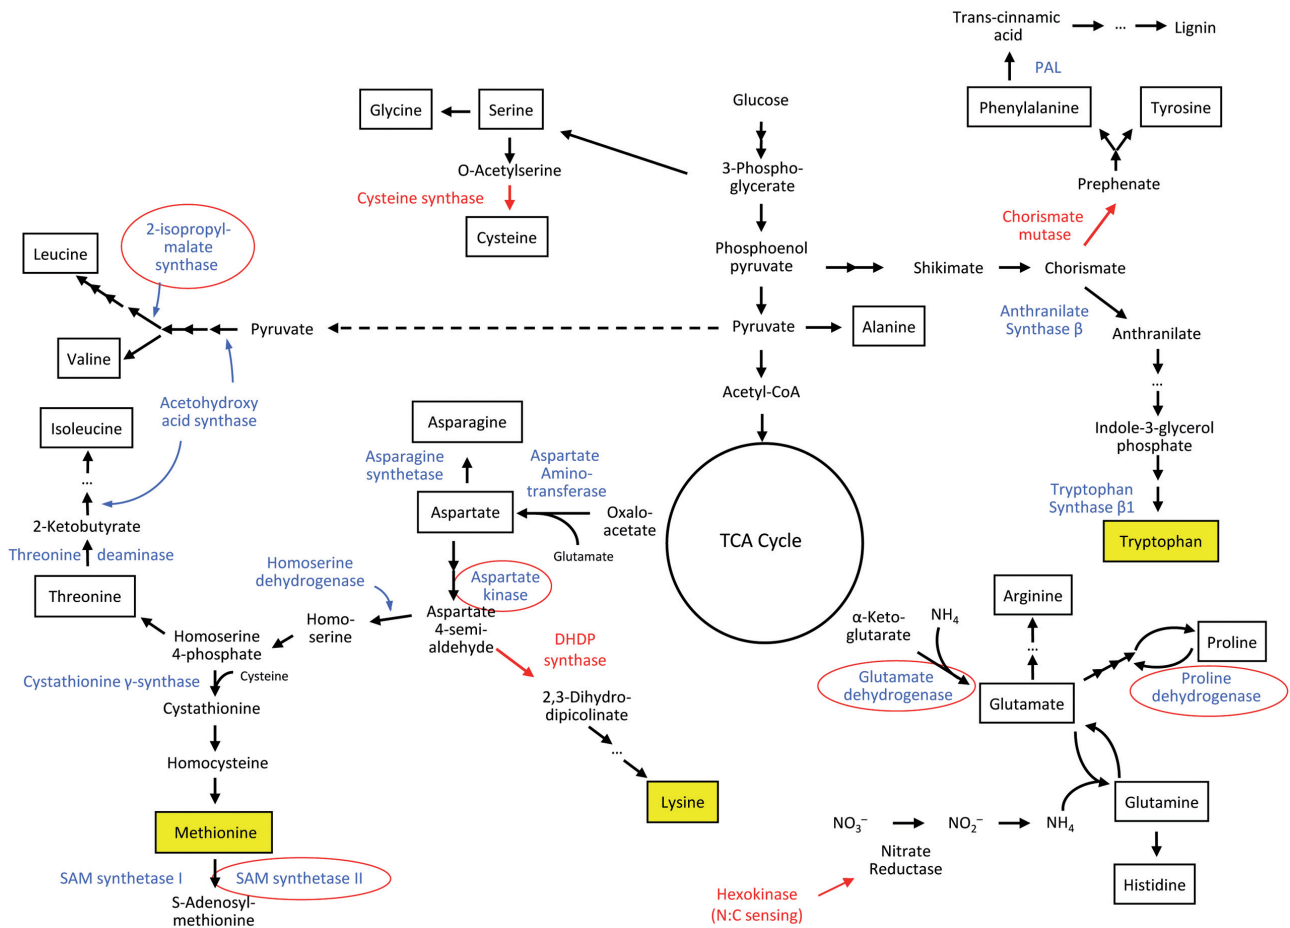 Trans-cinnamic
acid
...
Lignin
PAL
Phenylalanine
Tyrosine
Glycine
Serine
Glucose
O-Acetylserine
3-Phospho-
glycerate
Prephenate
Cysteine synthase
Chorismate
mutase
Cysteine
2-isopropyl-
malate
synthase
Leucine
Phosphoenol
pyruvate
Shikimate
Chorismate
Anthranilate
Synthase β
Anthranilate
Pyruvate
Pyruvate
Alanine
Valine
...
Acetyl-CoA
Acetohydroxy
acid synthase
Isoleucine
Asparagine
Indole-3-glycerol
phosphate
Asparagine
synthetase
Aspartate
Amino-
transferase
...
Tryptophan
Synthase β1
2-Ketobutyrate
Aspartate
Oxalo-
acetate
TCA Cycle
Tryptophan
Threonine
deaminase
Glutamate
Homoserine
dehydrogenase
Aspartate
kinase
Threonine
Arginine
Homo-
serine
Aspartate
4-semi-
aldehyde
α-Keto-
glutarate
NH4
Homoserine
4-phosphate
DHDP
synthase
...
Proline
Cystathionine γ-synthase
Cysteine
Glutamate
dehydrogenase
Proline
dehydrogenase
Cystathionine
2,3-Dihydro-
dipicolinate
Glutamate
...
Homocysteine
Lysine
Glutamine
Methionine
NO3−
NO2−
NH4
Nitrate
Reductase
SAM synthetase I
SAM synthetase II
Histidine
Hexokinase
(N:C sensing)
S-Adenosyl-
methionine